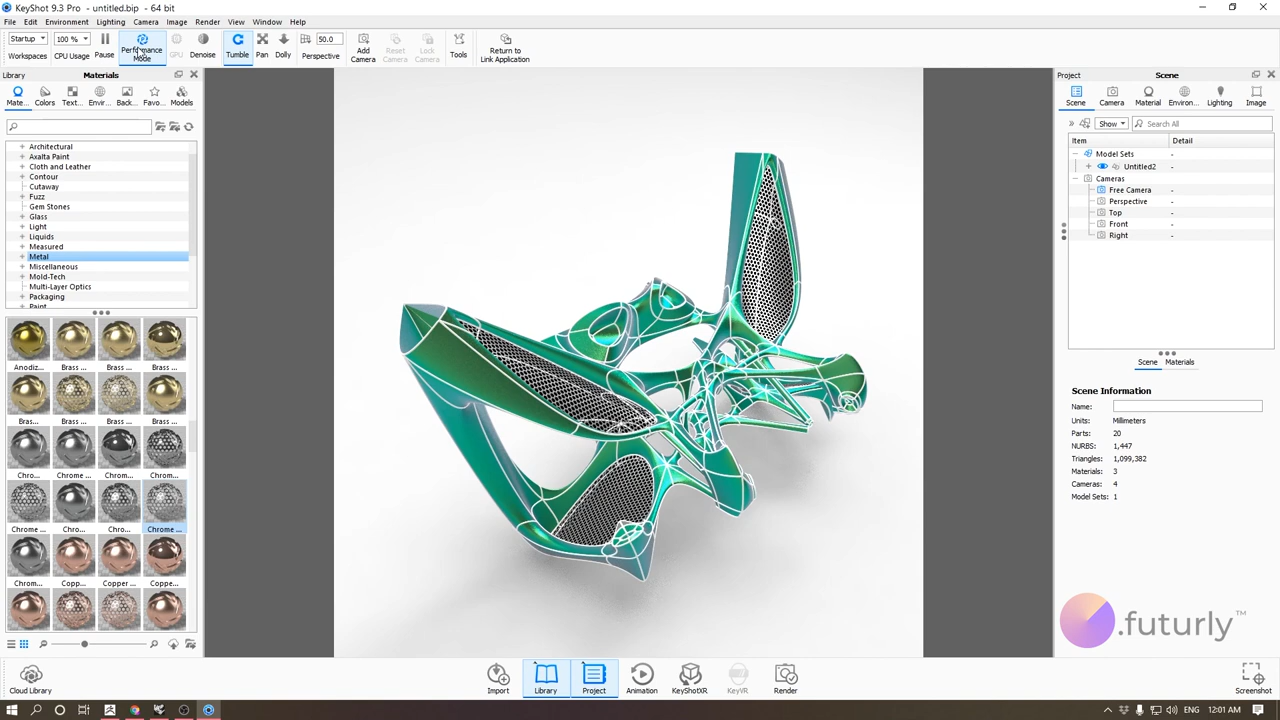 KeyShot 9.3 Pro - untitled.bip - 64 bit
File Edit Environment Lighting Camera Image Render View Window Help
Startup 100 % 50.0
Workspaces CPU Usage Pause Performance Mode GPU Denoise Tumble Pan Dolly Perspective Add Camera Reset Camera Lock Camera Tools Return to Link Application
Library Materials
Mate... Colors Text... Envir... Back... Favo... Models
Architectural
Axalta Paint
Cloth and Leather
Contour
Cutaway
Fuzz
Gem Stones
Glass
Light
Liquids
Measured
Metal
Miscellaneous
Mold-Tech
Multi-Layer Optics
Packaging
Paint
Anodiz... Brass ... Brass ... Brass ...
Bras... Brass ... Brass ... Brass ...
Chro... Chrome ... Chrom... Chrom...
Chrome ... Chro... Chro... Chrome ...
Chrom... Copp... Copper ... Coppe...
Cloud Library
Import Library Project Animation KeyShotXR KeyVR Render
Project Scene
Scene Camera Material Environ... Lighting Image
Show Search All
Item Detail
Model Sets -
Untitled2 -
Cameras -
Free Camera -
Perspective -
Top -
Front -
Right -
Scene Materials
Scene Information
Name:
Units: Millimeters
Parts: 20
NURBS: 1,447
Triangles: 1,099,382
Materials: 3
Cameras: 4
Model Sets: 1
.futurly™
Screenshot
12:01 AM